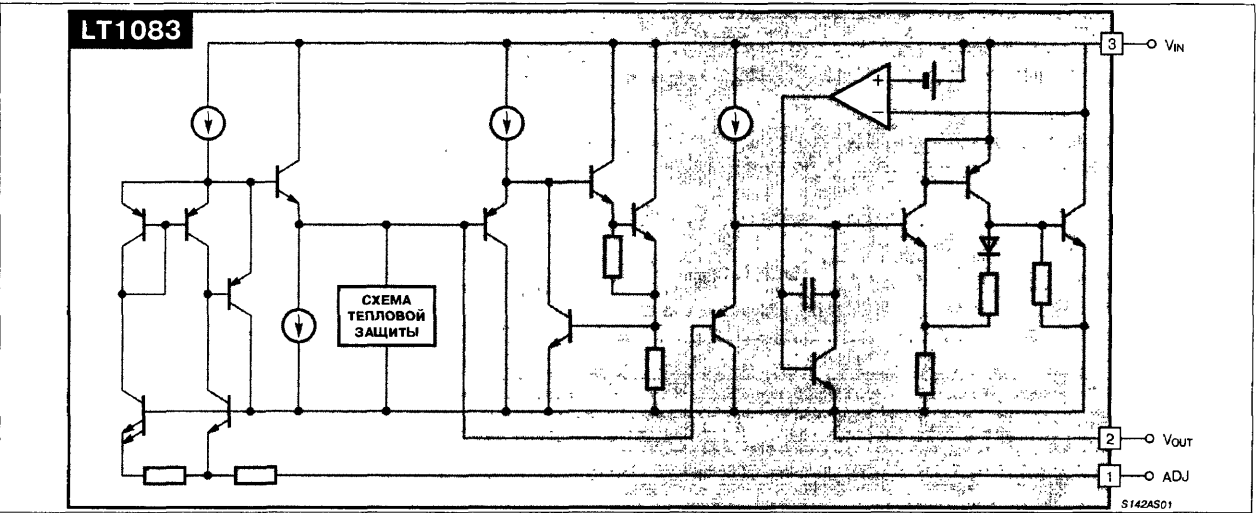 LT1083
3 VIN
+
−
СХЕМА
ТЕПЛОВОЙ
ЗАЩИТЫ
2 VOUT
1 ADJ
S142AS01